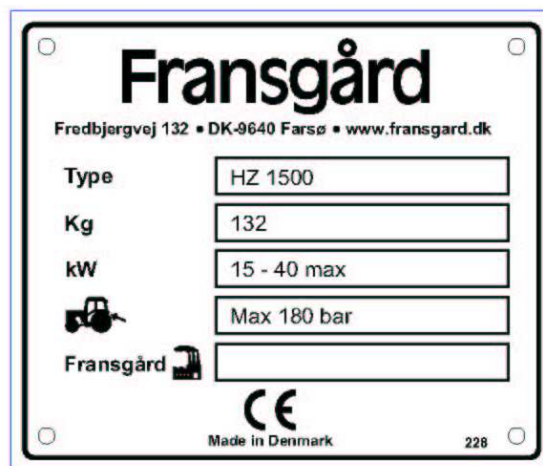 Fransgård
Fredbjergvej 132 • DK-9640 Farsø • www.fransgard.dk
Type HZ 1500
Kg 132
kW 15 - 40 max
Max 180 bar
Fransgård
CE
Made in Denmark 228